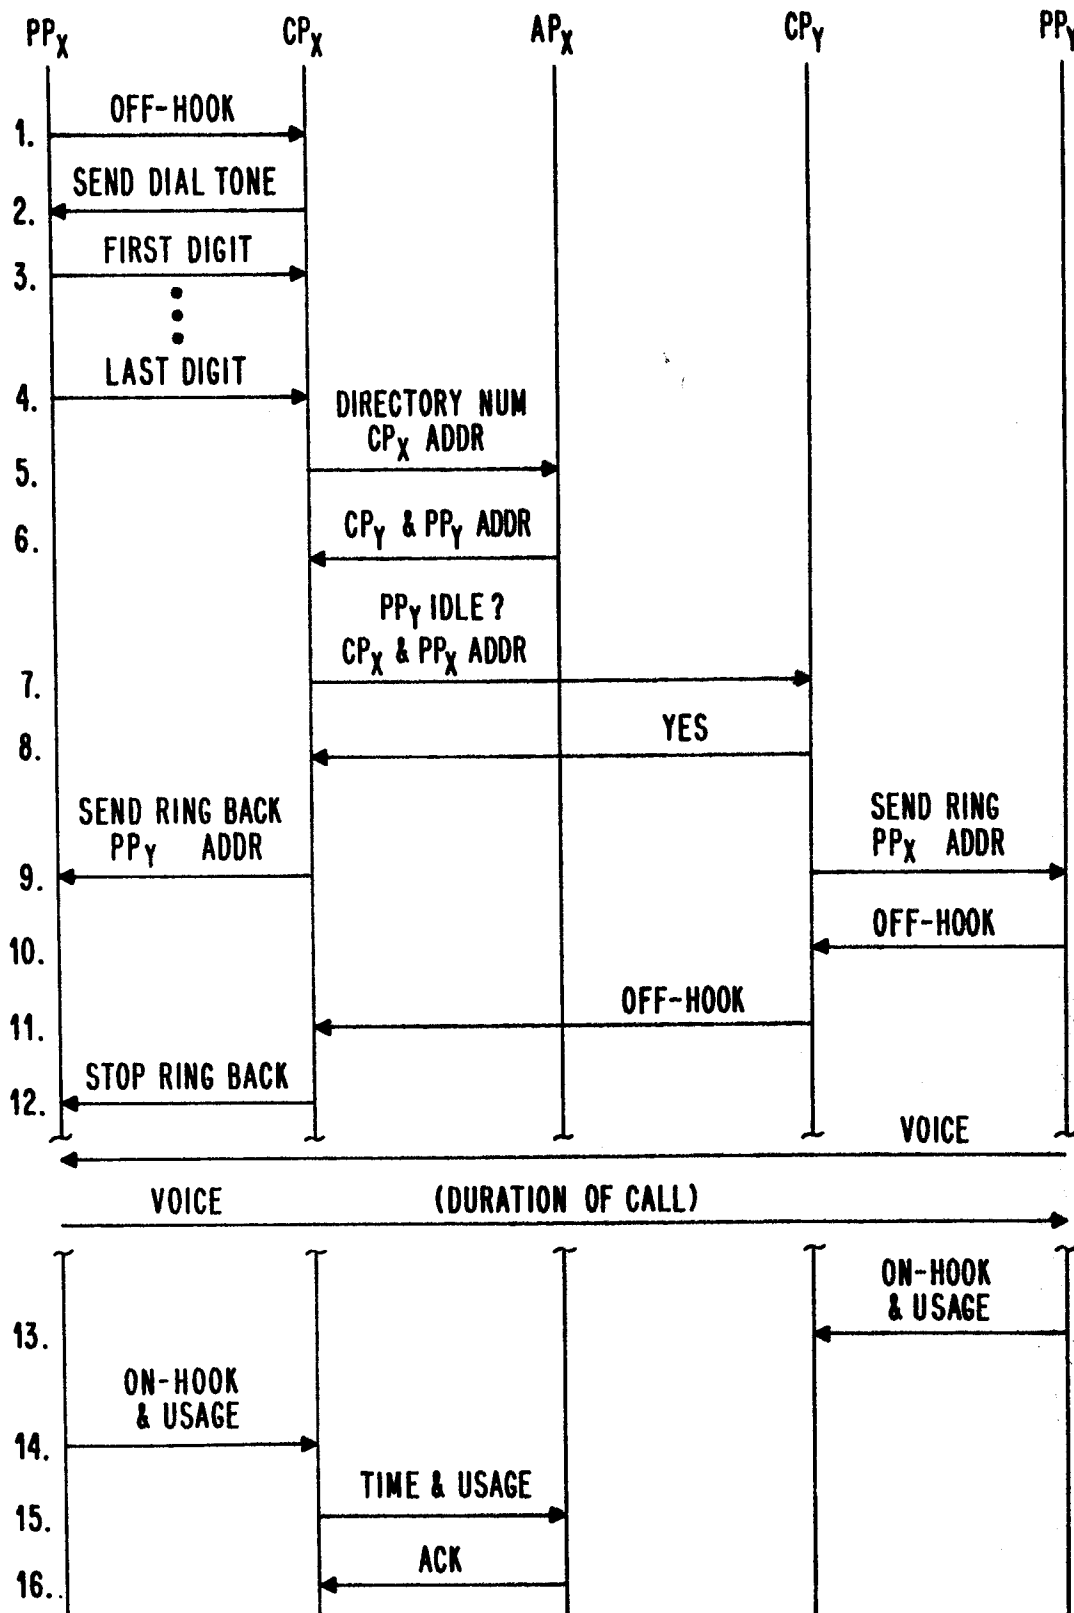 PPX CPX APX CPY PPY
OFF-HOOK
1.
SEND DIAL TONE
2.
FIRST DIGIT
3.
LAST DIGIT
4.
DIRECTORY NUM
CPX ADDR
5.
CPY & PPY ADDR
6.
PPY IDLE?
CPX & PPX ADDR
7.
YES
8.
SEND RING BACK
PPY ADDR
SEND RING
PPX ADDR
9.
OFF-HOOK
10.
OFF-HOOK
11.
STOP RING BACK
12.
VOICE
VOICE (DURATION OF CALL)
ON-HOOK
& USAGE
13.
ON-HOOK
& USAGE
14.
TIME & USAGE
15.
ACK
16.